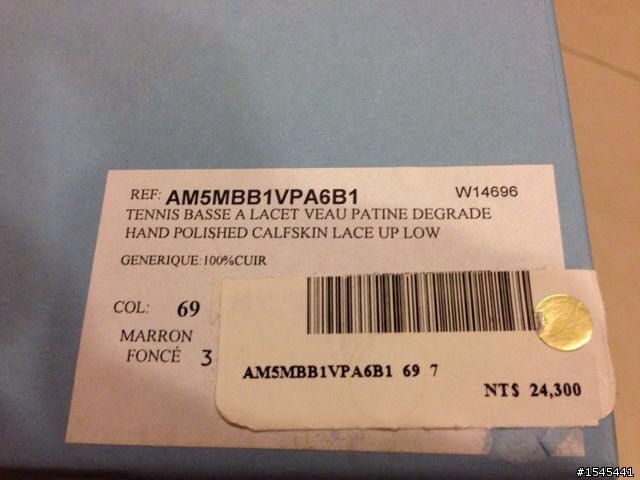 REF: AM5MBB1VPA6B1 W14696
TENNIS BASSE A LACET VEAU PATINE DEGRADE
HAND POLISHED CALFSKIN LACE UP LOW
GENERIQUE:100%CUIR
COL: 69
MARRON
FONCÉ 3
AM5MBB1VPA6B1 69 7
NT$ 24,300
#1545441